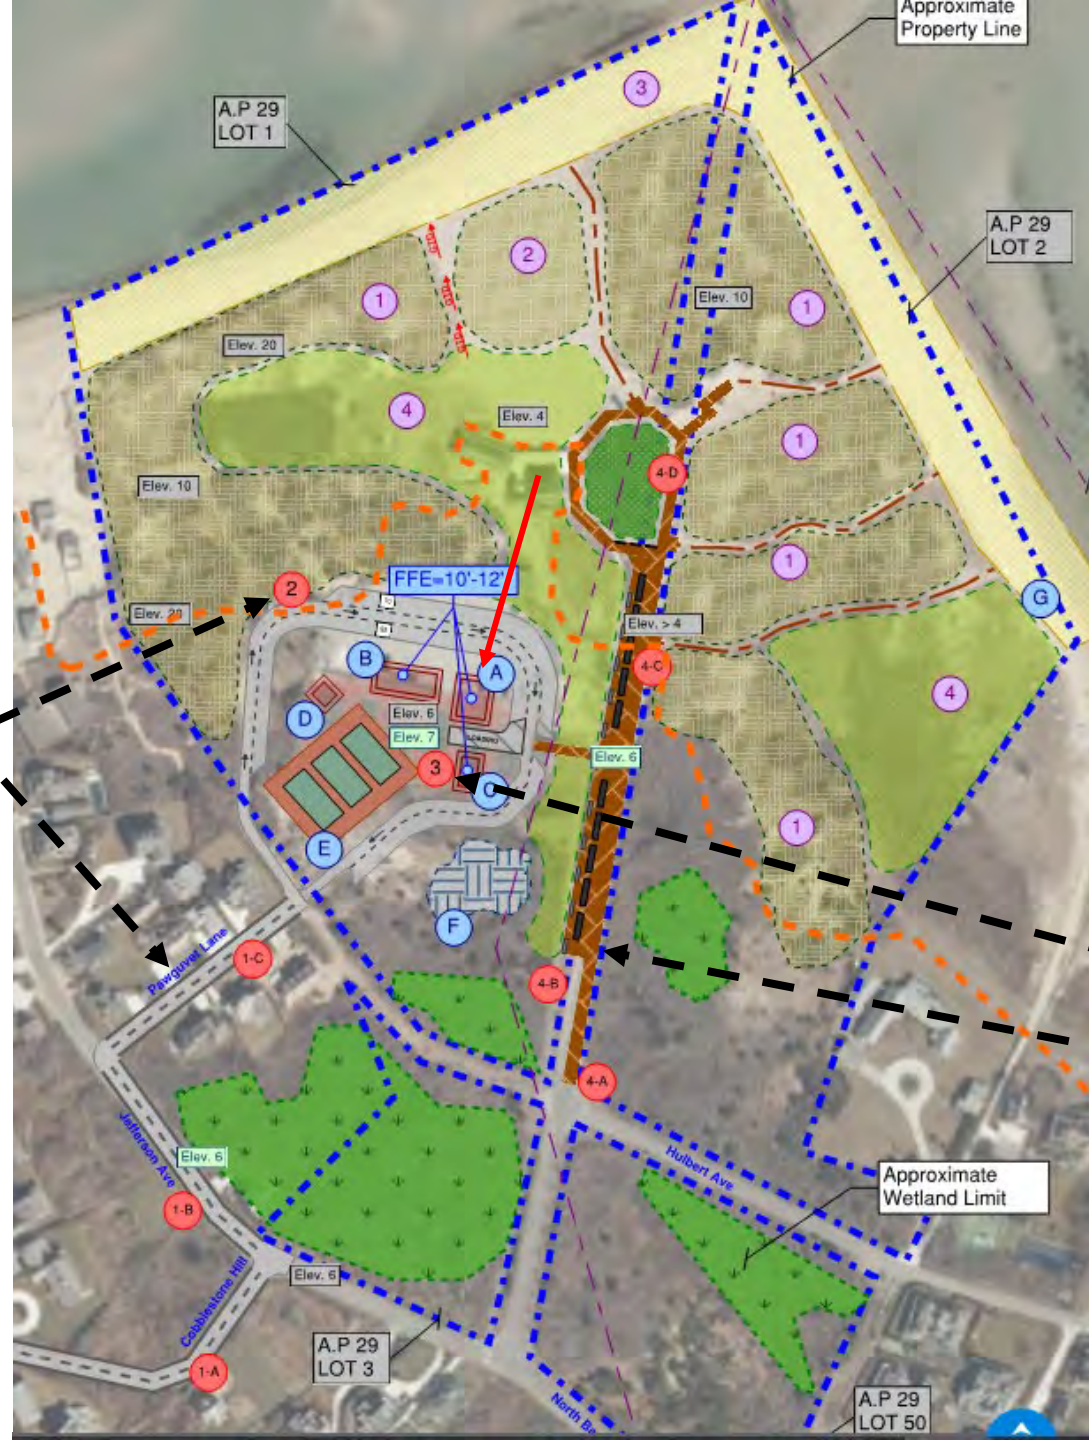 Approximate
Property Line
3
A.P 29
LOT 1
A.P 29
LOT 2
2
1
Elev. 10
1
Elev. 20
4
Elev. 4
1
4-D
Elev. 10
1
FFE=10'-12'
2
G
Elev. 20
Elev. > 4
B
A
4-C
D
Elev. 6
4
Elev. 7
LOADING
Elev. 6
3
C
1
E
F
Pawguvet Lane
1-C
4-B
4-A
Jefferson Ave
Elev. 6
Hulbert Ave
Approximate
Wetland Limit
1-B
Elev. 6
Cobblestone Hill
A.P 29
LOT 3
1-A
A.P 29
LOT 50
North Be